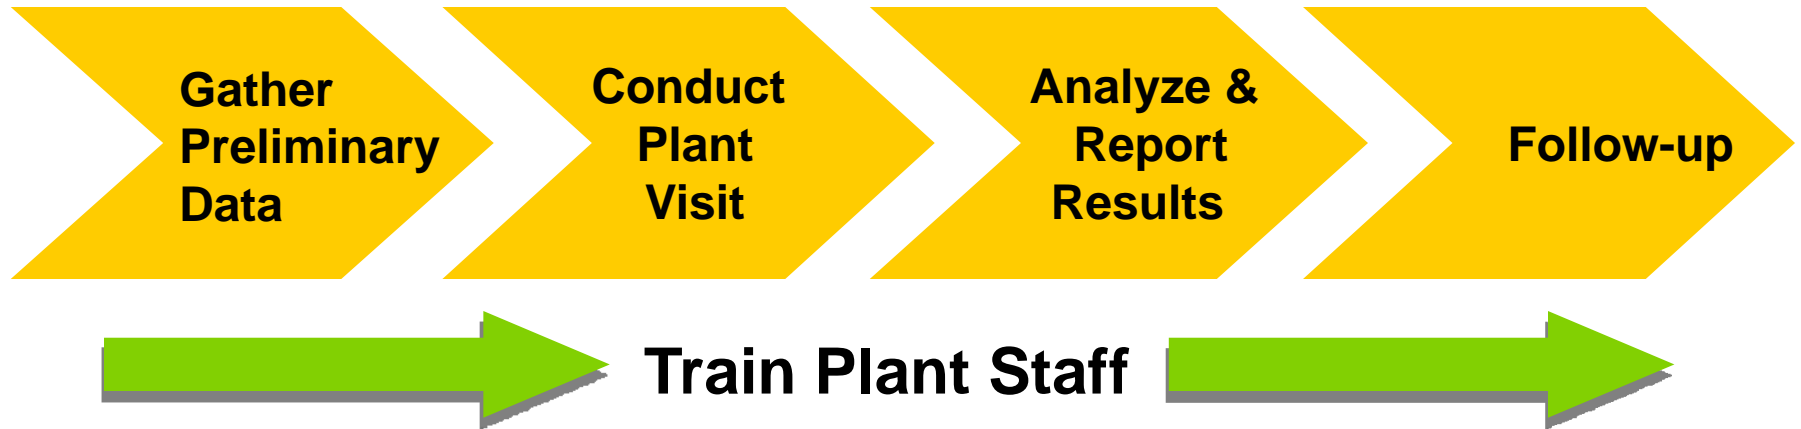 Gather
Preliminary
Data
Conduct
Plant
Visit
Analyze &
Report
Results
Follow-up
Train Plant Staff